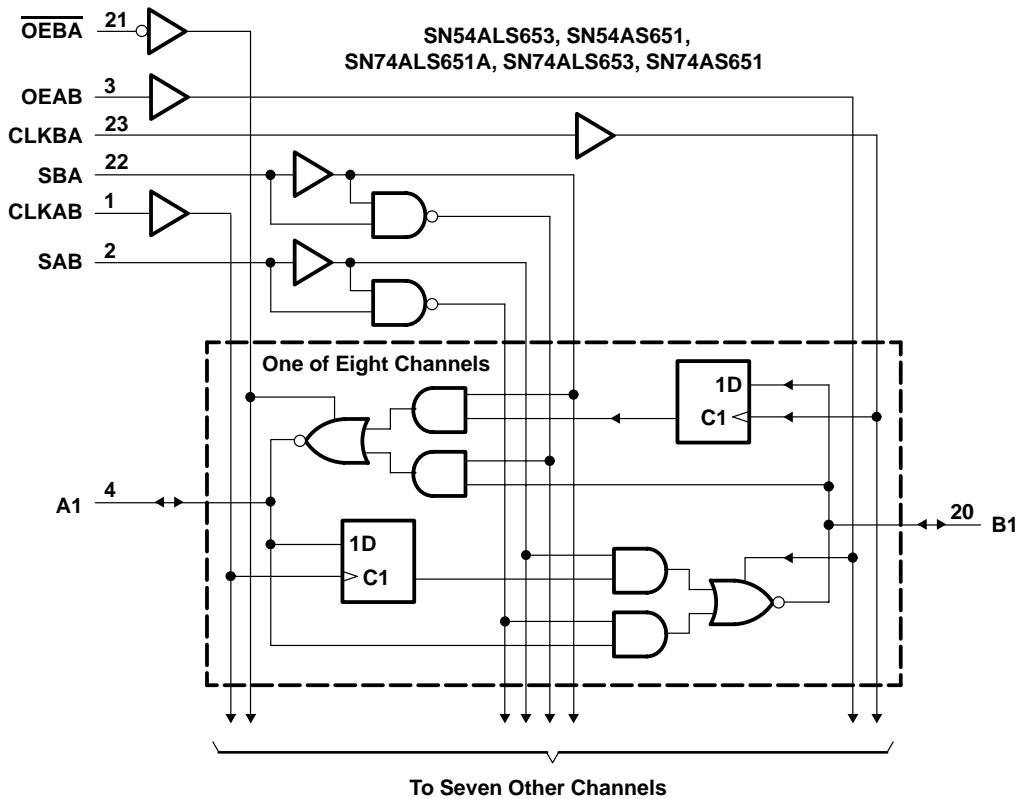 SN54ALS653, SN54AS651,
SN74ALS651A, SN74ALS653, SN74AS651
OEBA 21
OEAB 3
CLKBA 23
SBA 22
CLKAB 1
SAB 2
One of Eight Channels
1D
C1
A1 4
20 B1
1D
C1
To Seven Other Channels